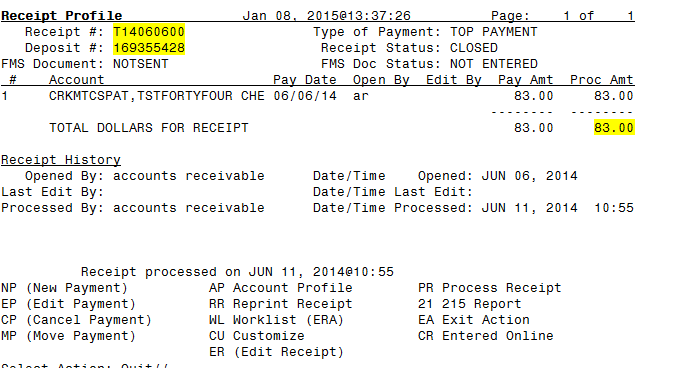 Receipt Profile Jan 08, 2015@13:37:26 Page: 1 of 1
Receipt #: T14060600 Type of Payment: TOP PAYMENT
Deposit #: 169355428 Receipt Status: CLOSED
FMS Document: NOTSENT FMS Doc Status: NOT ENTERED
# Account Pay Date Open By Edit By Pay Amt Proc Amt
1 CRKMTCSPAT,TSTFORTYFOUR CHE 06/06/14 ar 83.00 83.00
-------- --------
TOTAL DOLLARS FOR RECEIPT 83.00 83.00
Receipt History
Opened By: accounts receivable Date/Time Opened: JUN 06, 2014
Last Edit By: Date/Time Last Edit:
Processed By: accounts receivable Date/Time Processed: JUN 11, 2014 10:55
Receipt processed on JUN 11, 2014@10:55
NP (New Payment) AP Account Profile PR Process Receipt
EP (Edit Payment) RR Reprint Receipt 21 215 Report
CP (Cancel Payment) WL Worklist (ERA) EA Exit Action
MP (Move Payment) CU Customize CR Entered Online
ER (Edit Receipt)
Select Action: Quit//